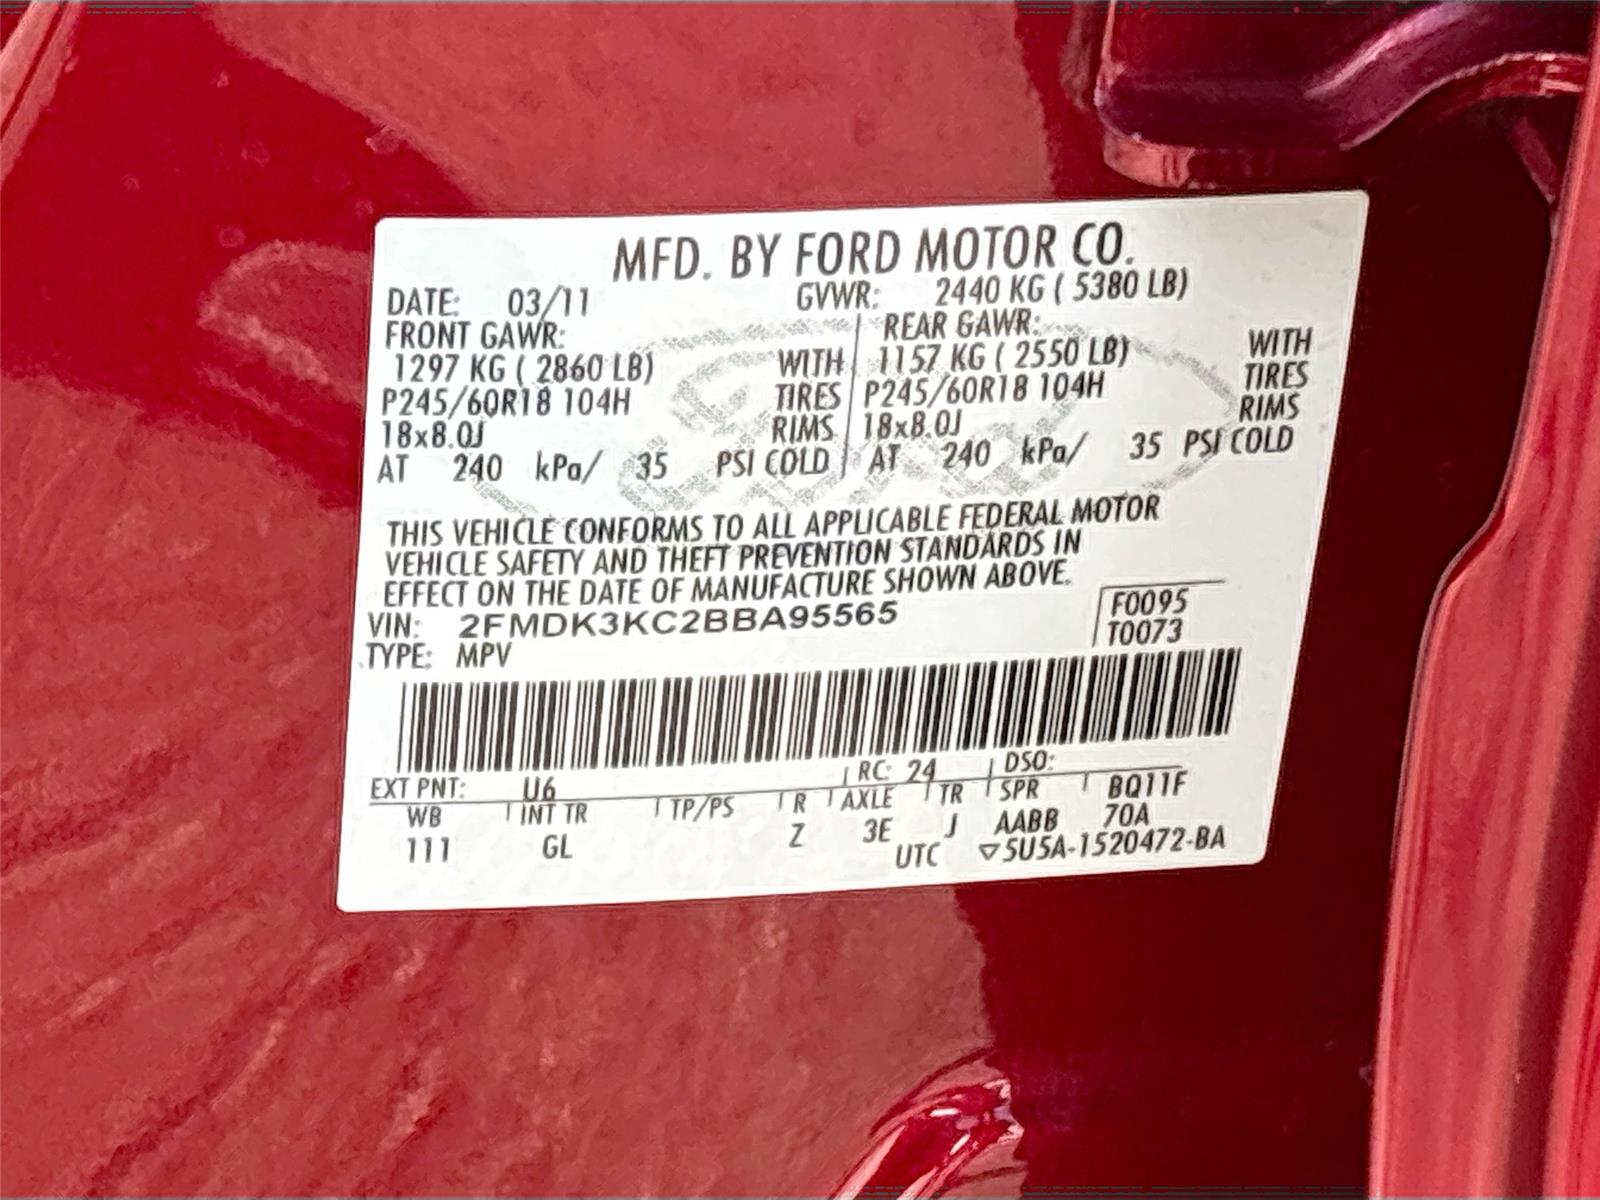 MFD. BY FORD MOTOR CO.
DATE: 03/11 GVWR: 2440 KG ( 5380 LB)
FRONT GAWR: REAR GAWR:
1297 KG ( 2860 LB) WITH 1157 KG ( 2550 LB) WITH
P245/60R18 104H TIRES P245/60R18 104H TIRES
18x8.0J RIMS 18x8.0J RIMS
AT 240 kPa/ 35 PSI COLD AT 240 kPa/ 35 PSI COLD
THIS VEHICLE CONFORMS TO ALL APPLICABLE FEDERAL MOTOR
VEHICLE SAFETY AND THEFT PREVENTION STANDARDS IN
EFFECT ON THE DATE OF MANUFACTURE SHOWN ABOVE.
VIN: 2FMDK3KC2BBA95565 F0095
TYPE: MPV T0073
EXT PNT: U6 RC: 24 DSO:
WB INT TR TP/PS R AXLE TR SPR BQ11F
111 GL Z 3E J AABB 70A
UTC ▽5U5A-1520472-BA